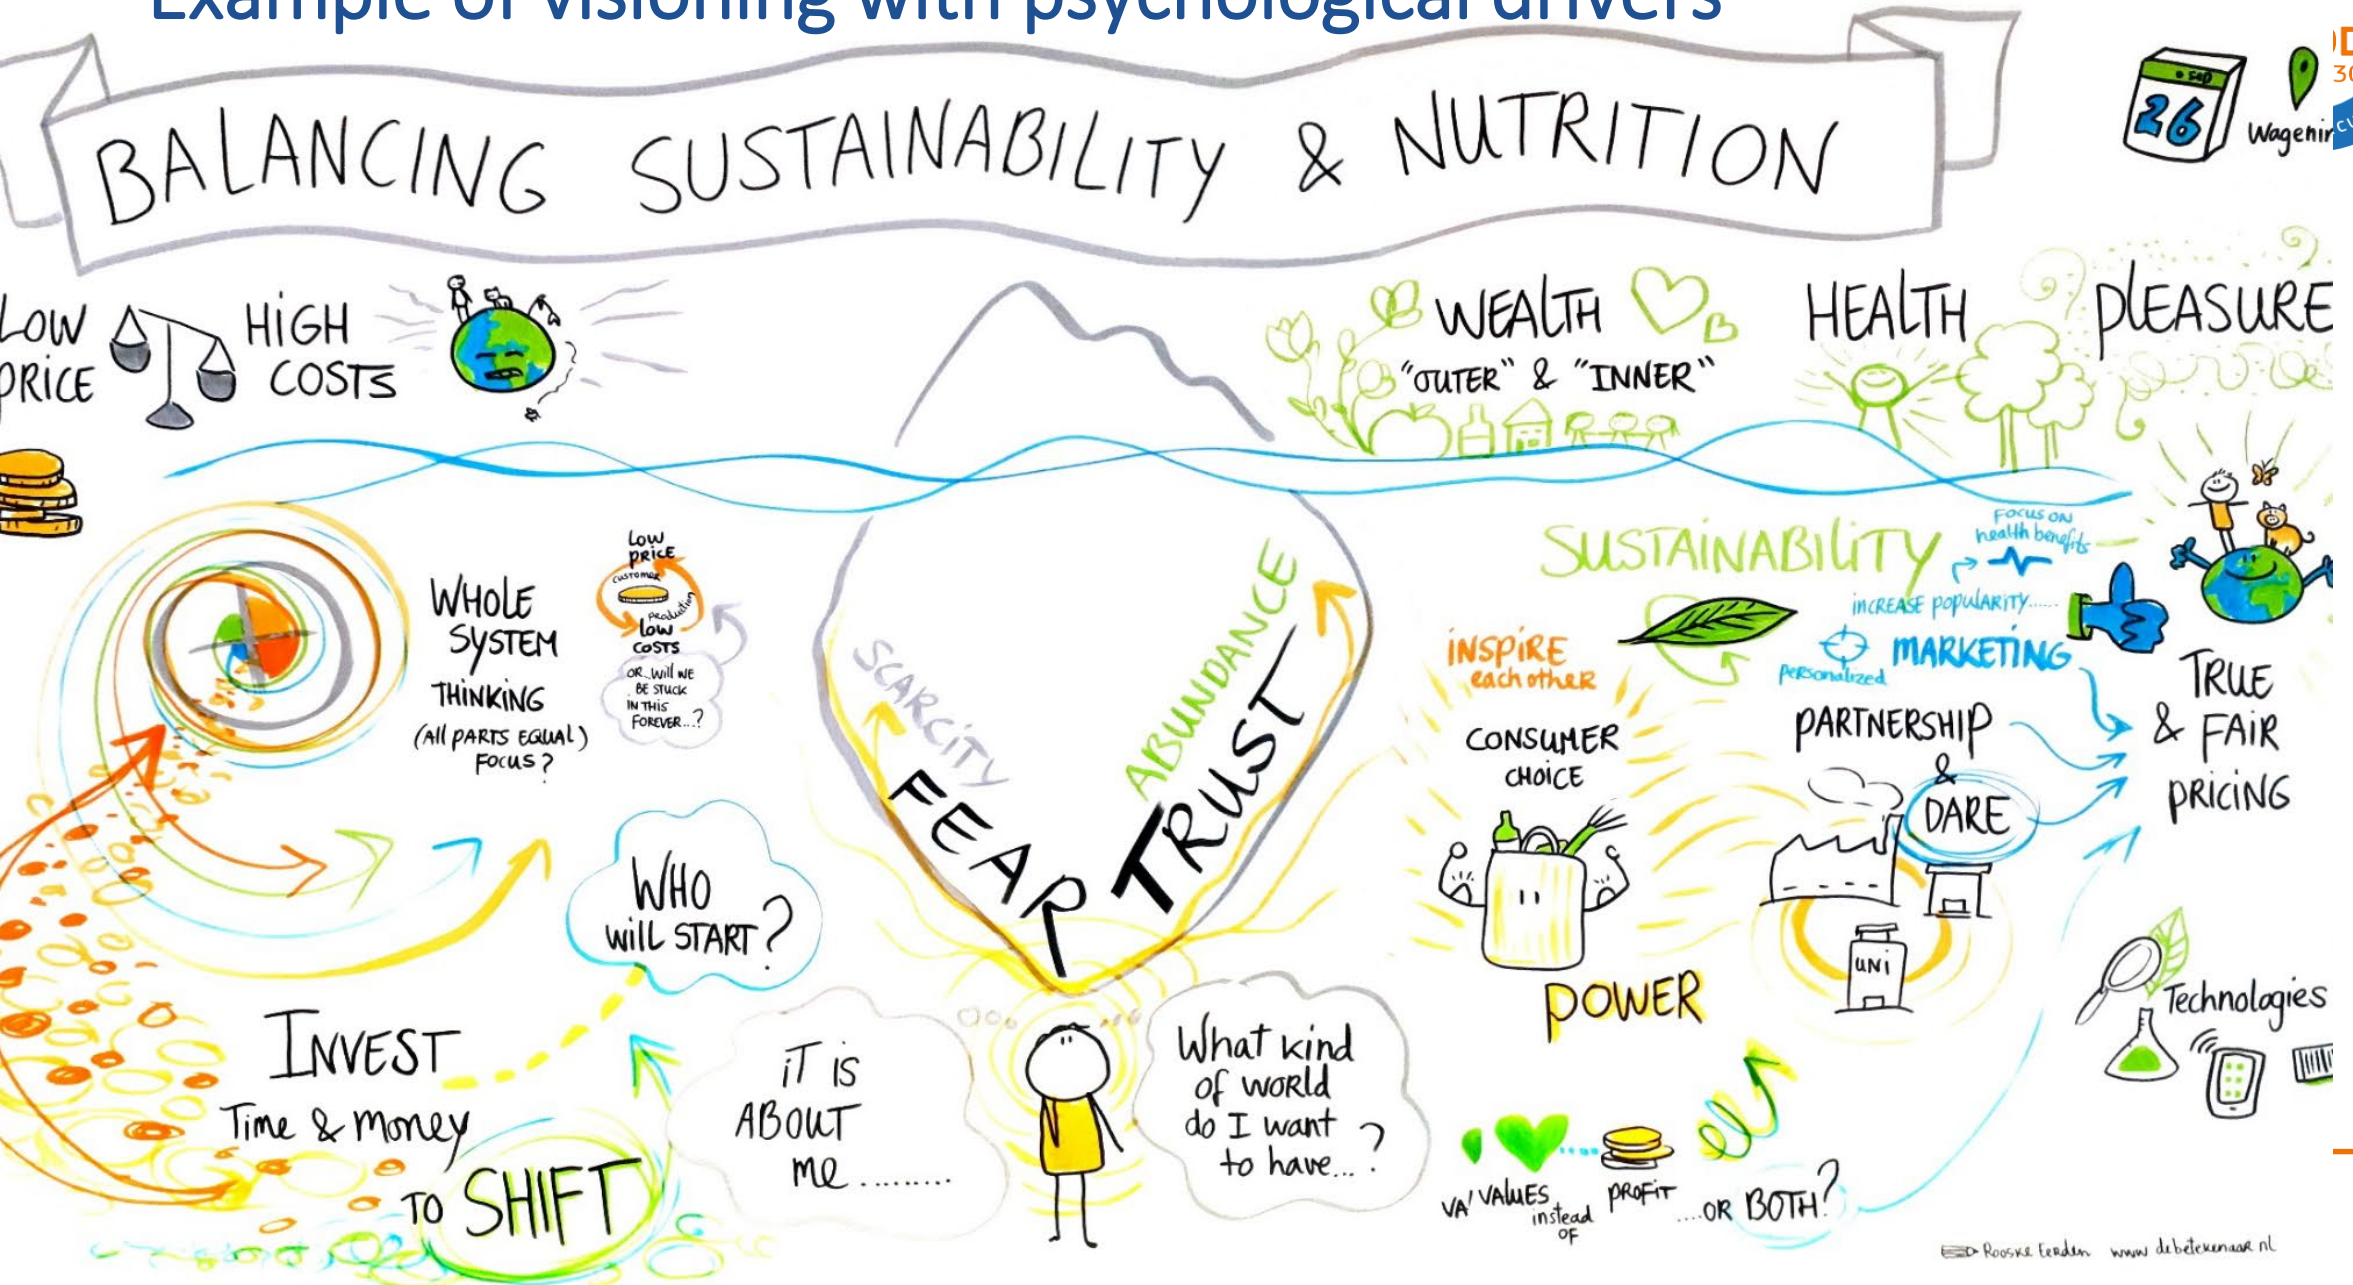 Example of visioning with psychological drivers
BALANCING SUSTAINABILITY & NUTRITION
SEP
26
LOW
PRICE
HIGH
COSTS
WEALTH
"OUTER" & "INNER"
HEALTH
PLEASURE
WHOLE
SYSTEM
THINKING
(All PARTS EQUAL)
FOCUS?
LOW
PRICE
CUSTOMER
Production
LOW
COSTS
OR.. Will WE
BE STUCK
IN THIS
FOREVER...?
SCARCITY
FEAR
ABUNDANCE
TRUST
SUSTAINABILITY
FOCUS ON
health benefits
INCREASE POPULARITY......
MARKETING
Personalized
INSPIRE
each other
CONSUMER
CHOICE
POWER
PARTNERSHIP
&
DARE
UNI
TRUE
& FAIR
PRICING
Technologies
WHO
Will START?
INVEST
Time & Money
TO SHIFT
iT is
ABOUT
me.........
What kind
of world
do I want
to have...?
VA' VALUES
instead
OF
PROFIT
....OR BOTH?
www.debetekenaar.nl